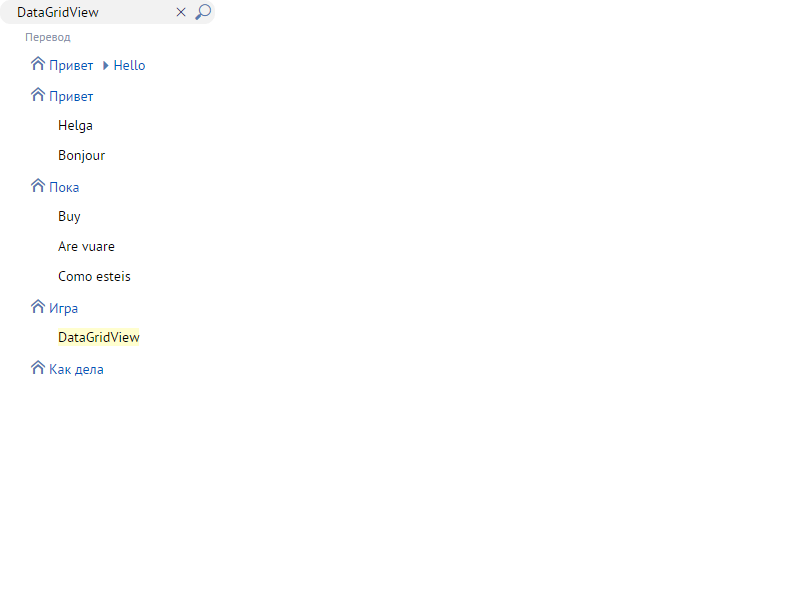 DataGridView
Перевод
Привет Hello
Привет
Helga
Bonjour
Пока
Buy
Are vuare
Como esteis
Игра
DataGridView
Как дела